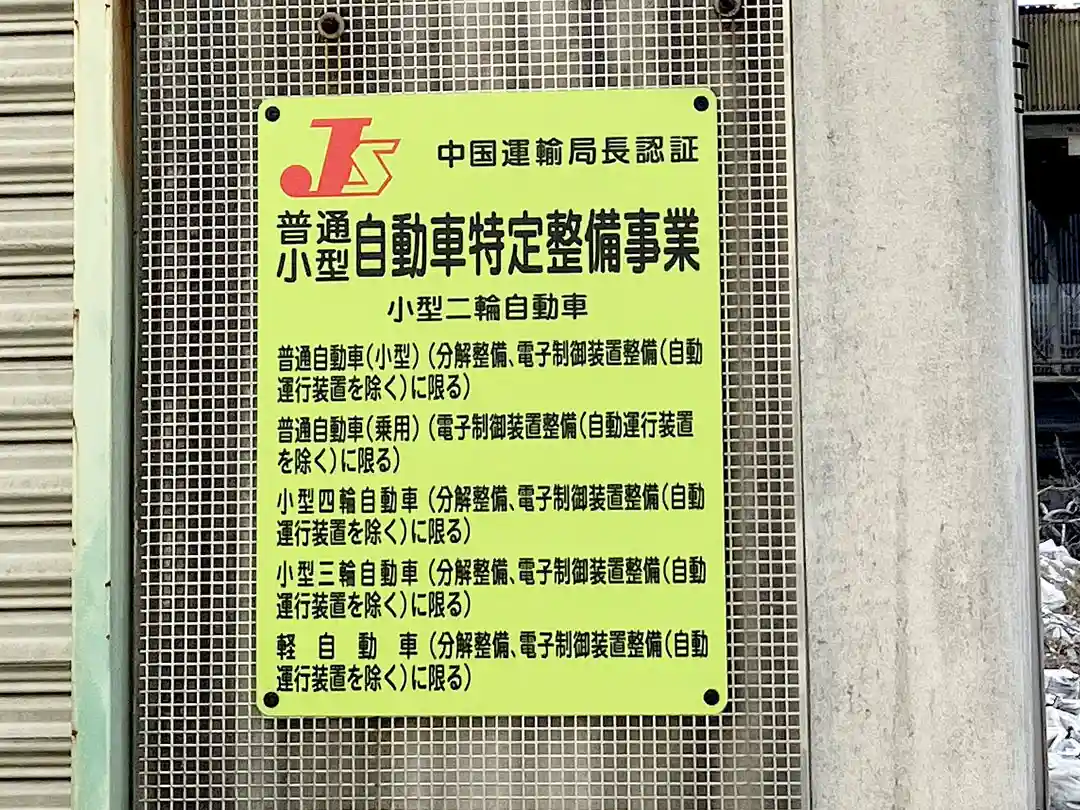 JS 中国運輸局長認証
普通
小型 自動車特定整備事業
小型二輪自動車
普通自動車(小型)(分解整備、電子制御装置整備(自動
運行装置を除く)に限る)
普通自動車(乗用)(電子制御装置整備(自動運行装置
を除く)に限る)
小型四輪自動車(分解整備、電子制御装置整備(自動
運行装置を除く)に限る)
小型三輪自動車(分解整備、電子制御装置整備(自動
運行装置を除く)に限る)
軽自動車(分解整備、電子制御装置整備(自動
運行装置を除く)に限る)